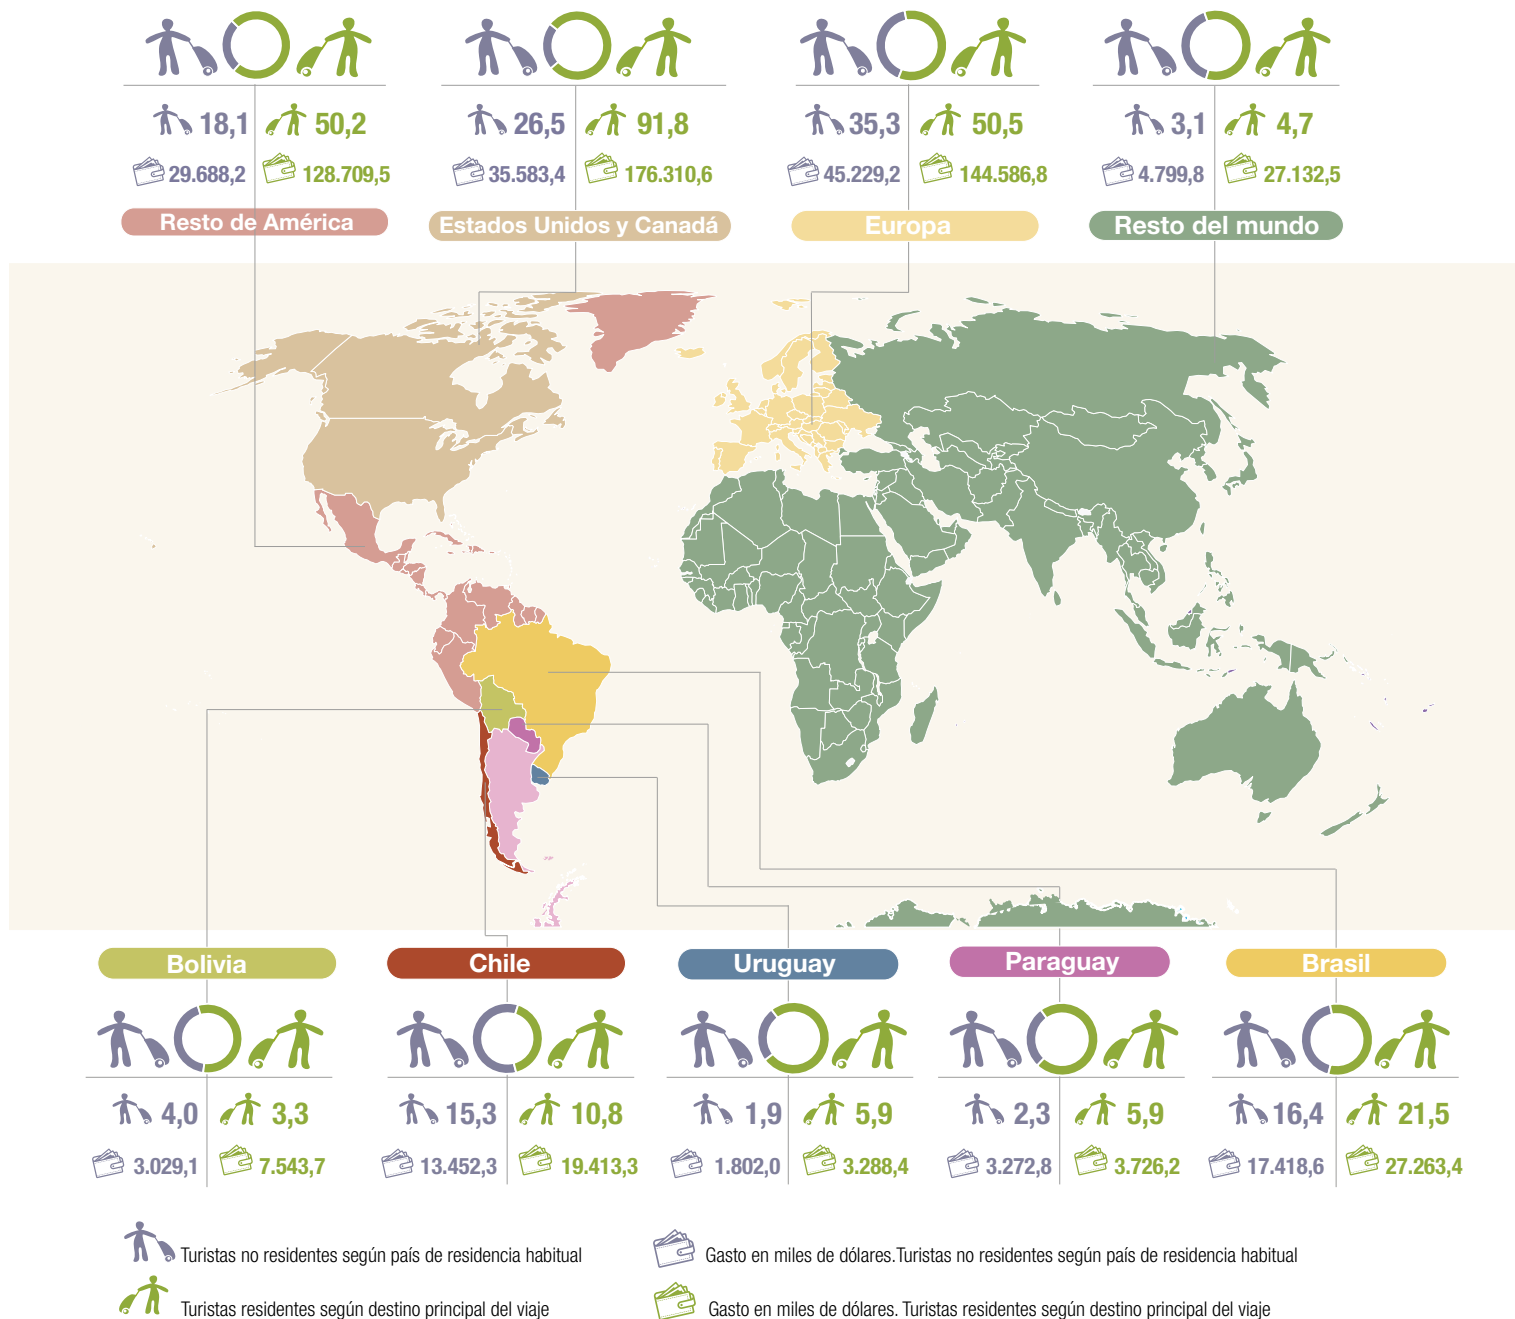 18,1 50,2
29.688,2 128.709,5
Resto de América
26,5 91,8
35.583,4 176.310,6
Estados Unidos y Canadá
35,3 50,5
45.229,2 144.586,8
Europa
3,1 4,7
4.799,8 27.132,5
Resto del mundo
Bolivia
4,0 3,3
3.029,1 7.543,7
Chile
15,3 10,8
13.452,3 19.413,3
Uruguay
1,9 5,9
1.802,0 3.288,4
Paraguay
2,3 5,9
3.272,8 3.726,2
Brasil
16,4 21,5
17.418,6 27.263,4
Turistas no residentes según país de residencia habitual
Turistas residentes según destino principal del viaje
Gasto en miles de dólares.Turistas no residentes según país de residencia habitual
Gasto en miles de dólares. Turistas residentes según destino principal del viaje